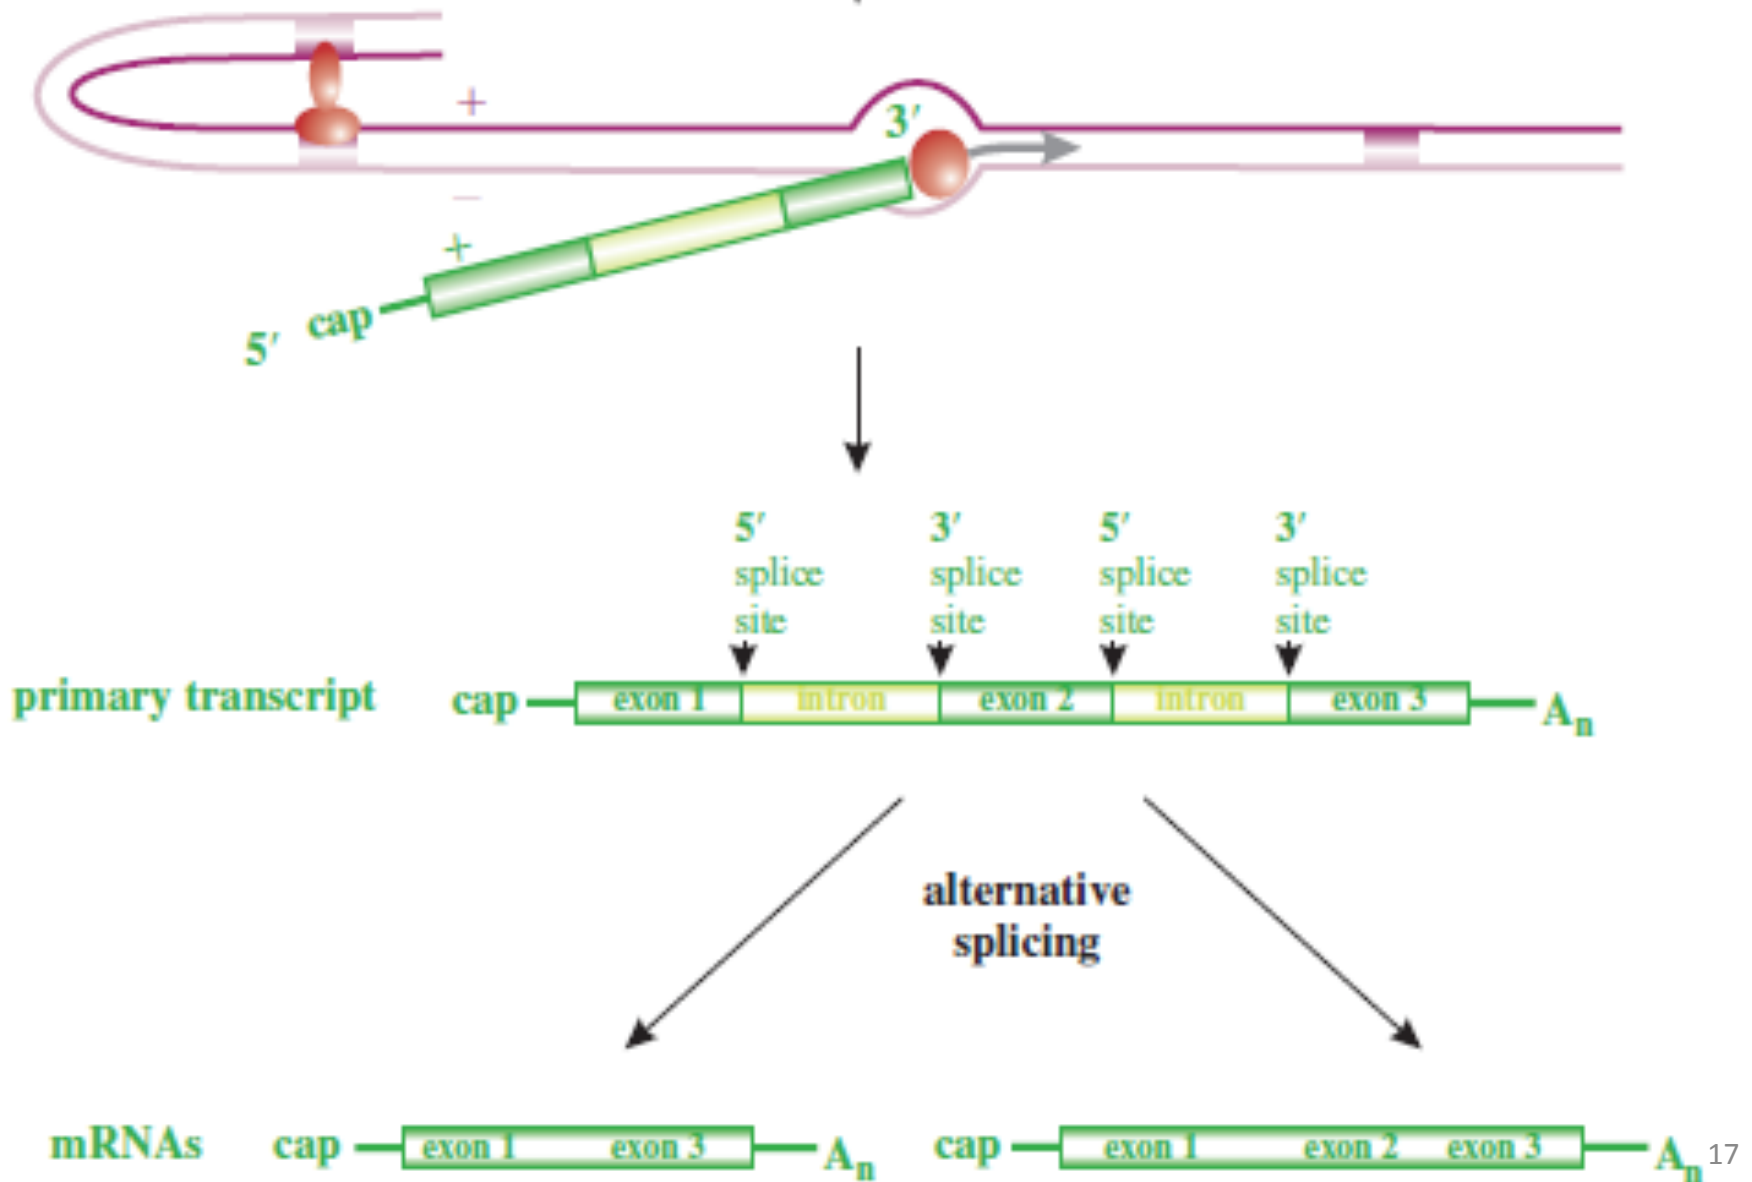 +
3′
–
+
5′ cap
5′ 3′ 5′ 3′
splice splice splice splice
site site site site
primary transcript cap exon 1 intron exon 2 intron exon 3 An
alternative
splicing
mRNAs cap exon 1 exon 3 An cap exon 1 exon 2 exon 3 An 17